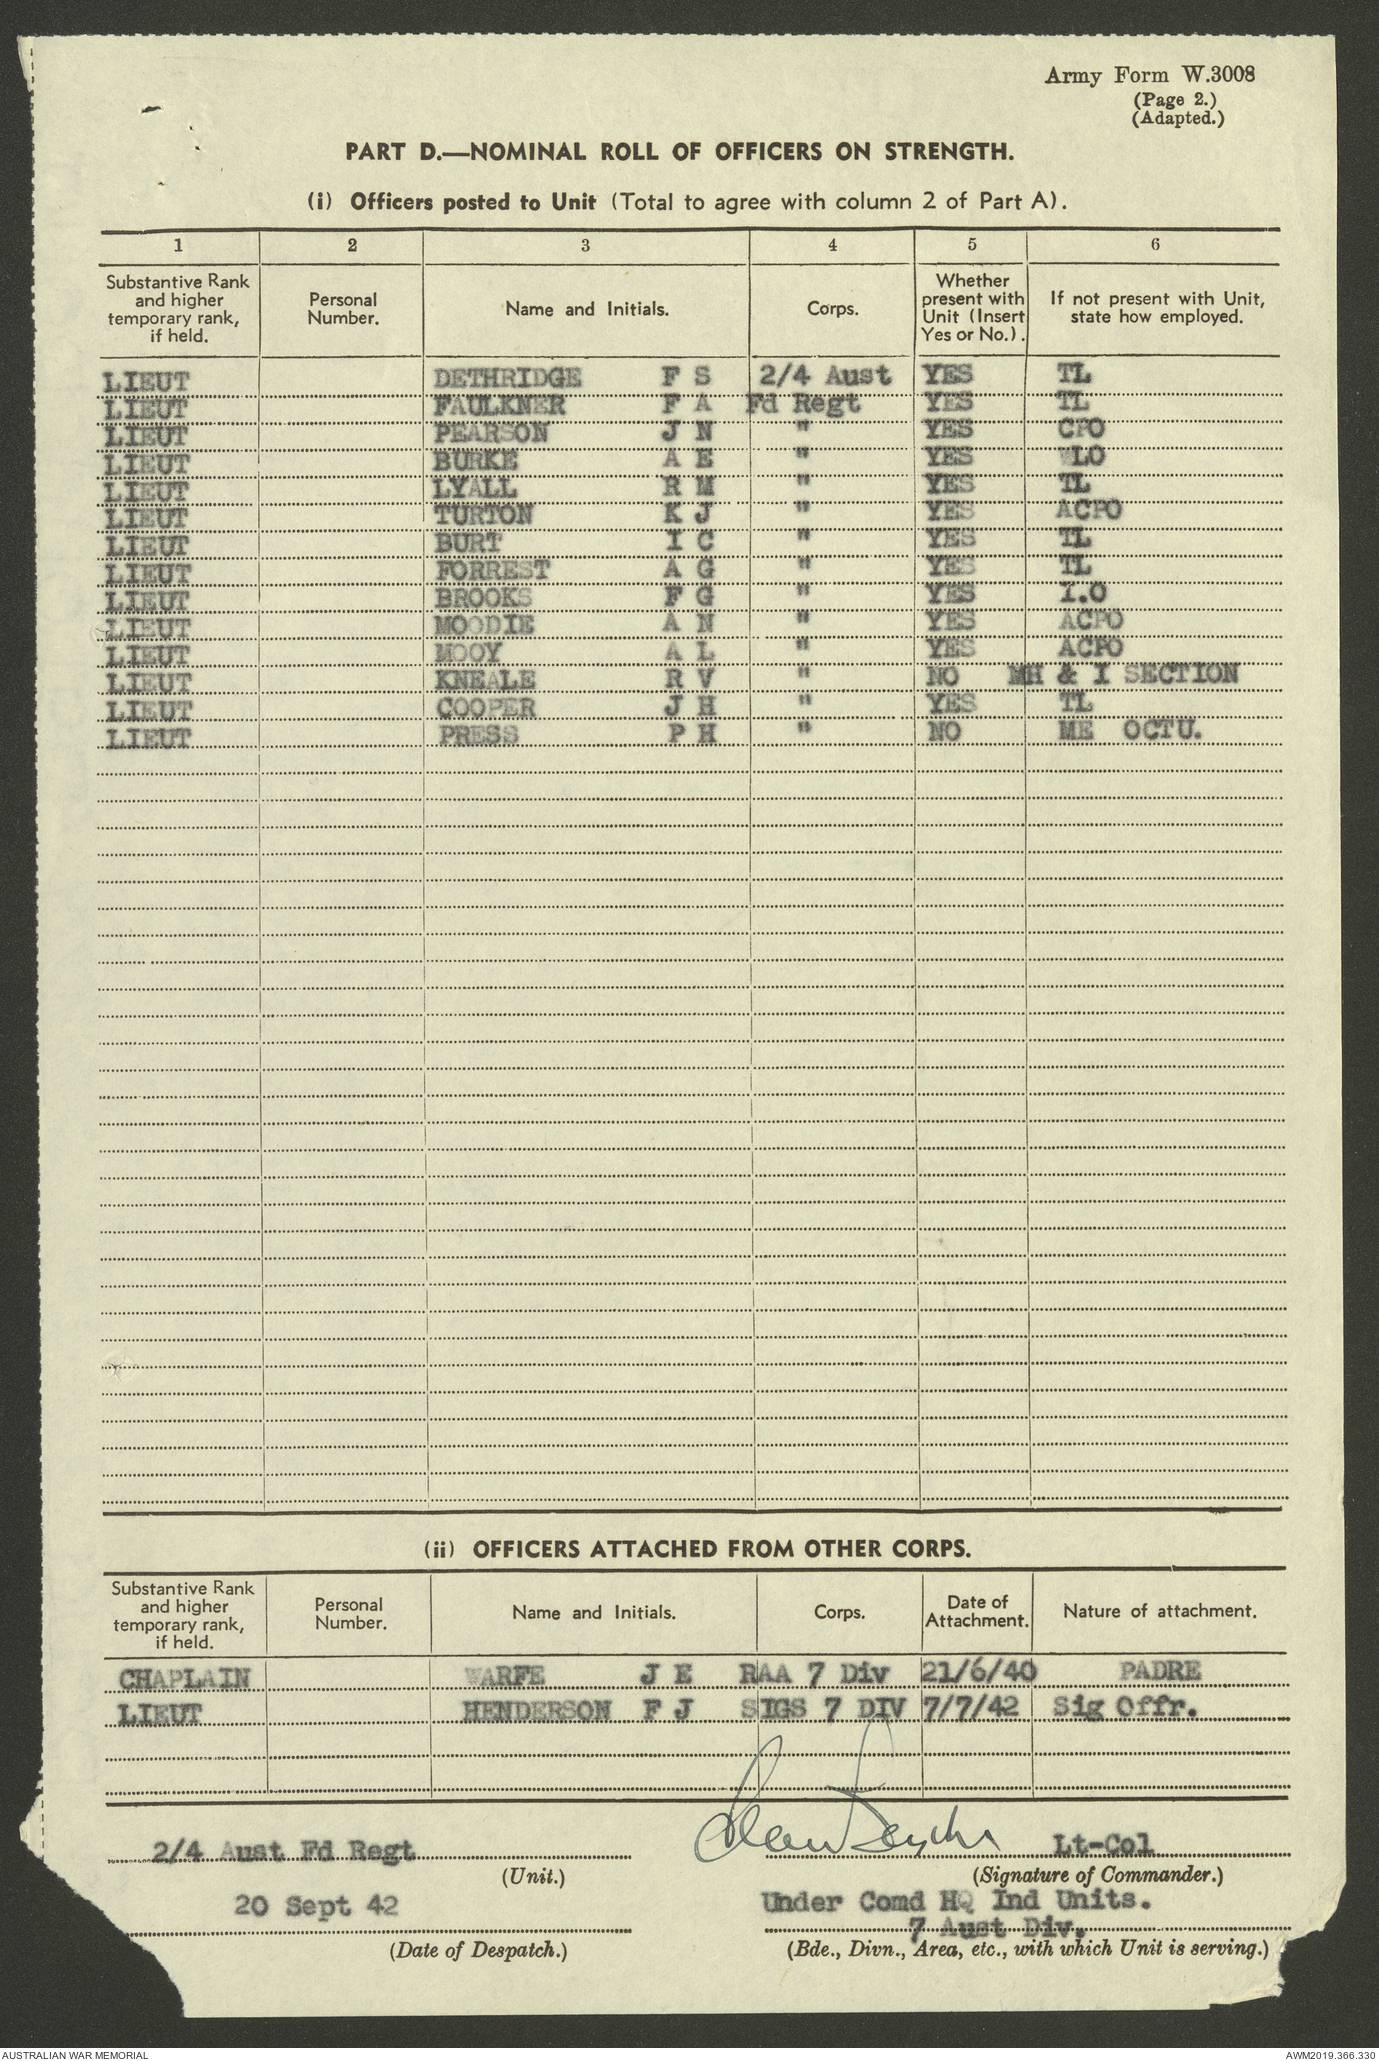 Army Form W.3008
(Page 2.)
(Adapted.)
PART D.—NOMINAL ROLL OF OFFICERS ON STRENGTH.
(i) Officers posted to Unit (Total to agree with column 2 of Part A).
1 2 3 4 5 6
Substantive Rank and higher temporary rank, if held. Personal Number. Name and Initials. Corps. Whether present with Unit (Insert Yes or No.). If not present with Unit, state how employed.
LIEUT DETHRIDGE F S 2/4 Aust YES TL
LIEUT FAULKNER F A Fd Regt YES TL
LIEUT PEARSON J N " YES CPO
LIEUT BURKE A E " YES WLO
LIEUT LYALL R M " YES TL
LIEUT TURTON K J " YES ACPO
LIEUT BURT I C " YES TL
LIEUT FORREST A G " YES TL
LIEUT BROOKS F G " YES I.O
LIEUT MOODIE A N " YES ACPO
LIEUT MOOY A L " YES ACPO
LIEUT KNEALE R V " NO MH & I SECTION
LIEUT COOPER J H " YES TL
LIEUT PRESS P H " NO ME OCTU.
(ii) OFFICERS ATTACHED FROM OTHER CORPS.
Substantive Rank and higher temporary rank, if held. Personal Number. Name and Initials. Corps. Date of Attachment. Nature of attachment.
CHAPLAIN WARFE J E RAA 7 Div 21/6/40 PADRE
LIEUT HENDERSON F J SIGS 7 DIV 7/7/42 Sig Offr.
2/4 Aust Fd Regt Lt-Col
(Unit.) (Signature of Commander.)
20 Sept 42 Under Comd HQ Ind Units.
7 Aust Div.
(Date of Despatch.) (Bde., Divn., Area, etc., with which Unit is serving.)
AUSTRALIAN WAR MEMORIAL AWM2019.366.330